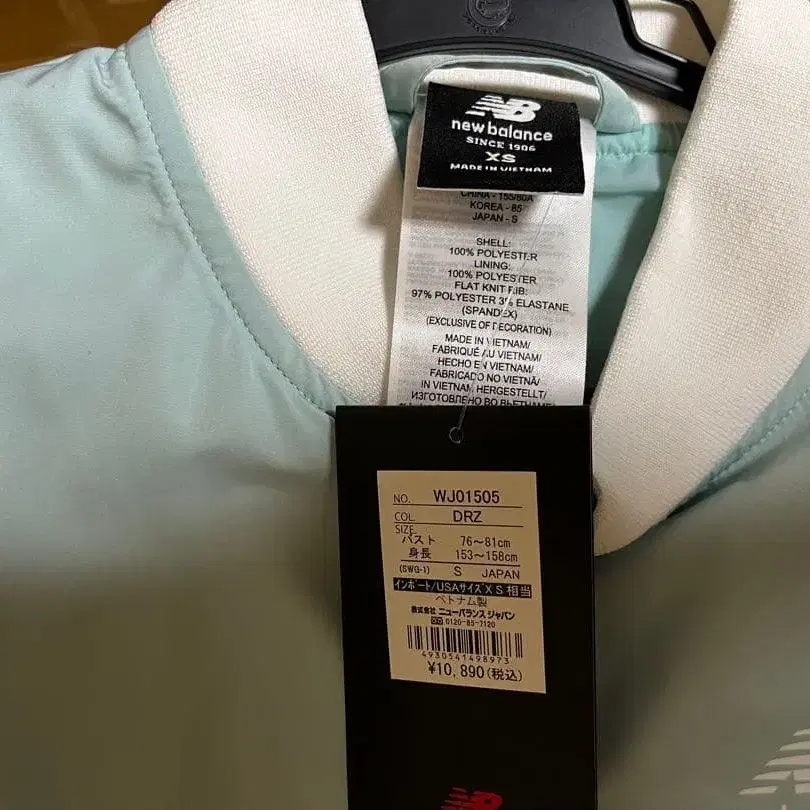 NB
new balance
SINCE 1906
XS
MADE IN VIETNAM
CHINA - 155/80A
KOREA - 85
JAPAN - S
SHELL:
100% POLYESTER
LINING:
100% POLYESTER
FLAT KNIT RIB:
97% POLYESTER 3% ELASTANE
(SPANDEX)
(EXCLUSIVE OF DECORATION)
MADE IN VIETNAM/
FABRIQUÉ AU VIETNAM/
HECHO EN VIETNAM/
FABRICADO NO VIETNÃ/
IN VIETNAM HERGESTELLT/
ИЗГОТОВЛЕНО ВО ВЬЕТНАМЕ
NO. WJ01505
COL. DRZ
SIZE.
バスト 76～81cm
身長 153～158cm
(SWG-1) S JAPAN
インポート/USAサイズXS相当
ベトナム製
株式会社 ニューバランス ジャパン
0120-85-7120
4930541498973
¥10,890(税込)
NB